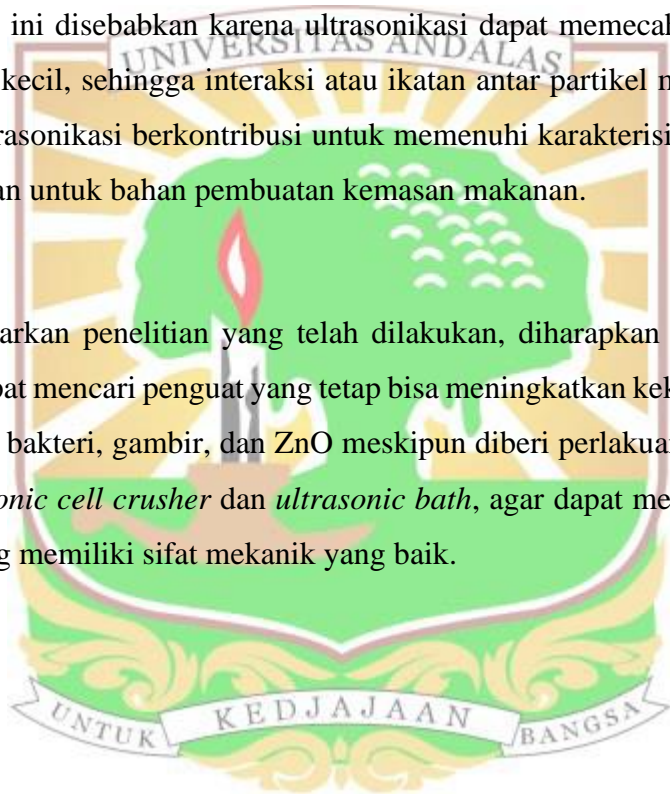 ini disebabkan karena ultrasonikasi dapat memecah
UNIVERSITAS ANDALAS
kecil, sehingga interaksi atau ikatan antar partikel
rasonikasi berkontribusi untuk memenuhi karakterisi
an untuk bahan pembuatan kemasan makanan.
arkan penelitian yang telah dilakukan, diharapkan
pat mencari penguat yang tetap bisa meningkatkan kek
bakteri, gambir, dan ZnO meskipun diberi perlakuan
onic cell crusher dan ultrasonic bath, agar dapat me
g memiliki sifat mekanik yang baik.
UNTUK KEDJAJAAN BANGSA